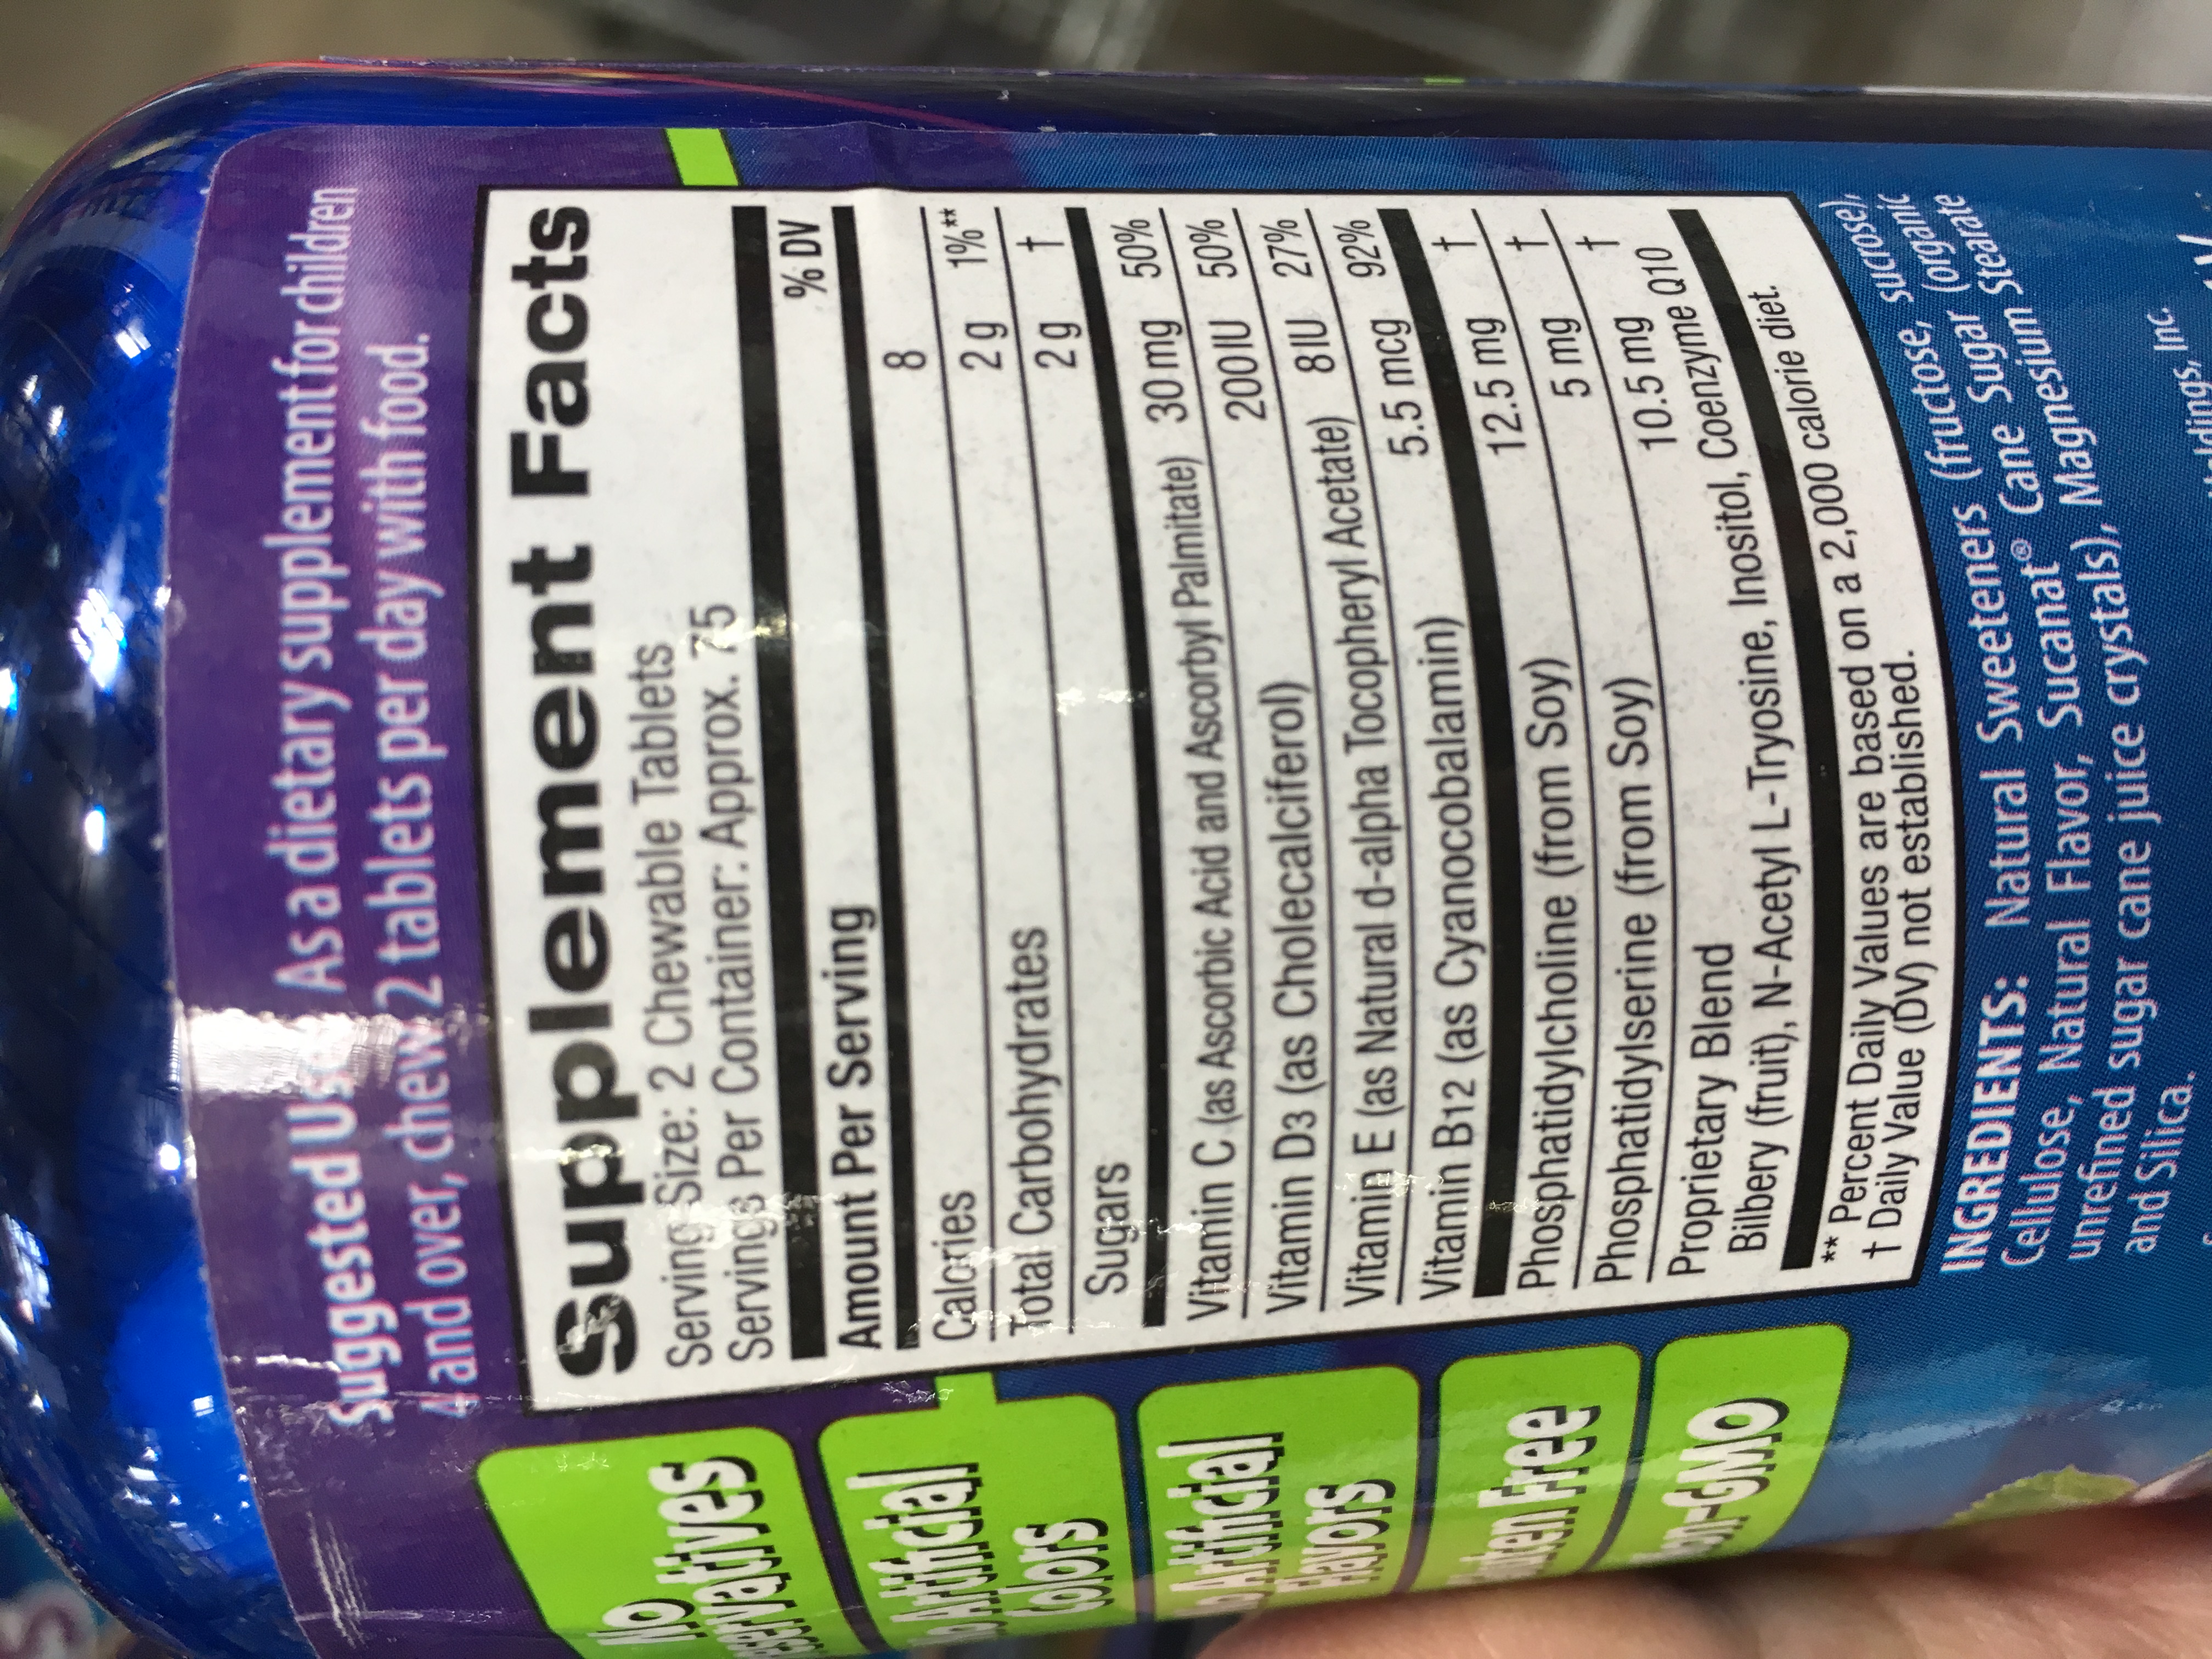 Suggested Use: As a dietary supplement for children
4 and over, chew 2 tablets per day with food.
Supplement Facts
Serving Size: 2 Chewable Tablets
Servings Per Container: Approx. 75
Amount Per Serving % DV
Calories 8
Total Carbohydrates 2 g 1%**
Sugars 2 g †
Vitamin C (as Ascorbic Acid and Ascorbyl Palmitate) 30 mg 50%
Vitamin D3 (as Cholecalciferol) 200 IU 50%
Vitamin E (as Natural d-alpha Tocopheryl Acetate) 8 IU 27%
Vitamin B12 (as Cyanocobalamin) 5.5 mcg 92%
Phosphatidylcholine (from Soy) 12.5 mg †
Phosphatidylserine (from Soy) 5 mg †
Proprietary Blend 10.5 mg †
Bilbery (fruit), N-Acetyl L-Tryosine, Inositol, Coenzyme Q10
** Percent Daily Values are based on a 2,000 calorie diet.
† Daily Value (DV) not established.
INGREDIENTS: Natural Sweeteners (fructose, sucrose),
Cellulose, Natural Flavor, Sucanat® Cane Sugar (organic
unrefined sugar cane juice crystals), Magnesium Stearate
and Silica.
Inc.
No
Artificial
Colors
Artificial
Flavors
Free
-GMO